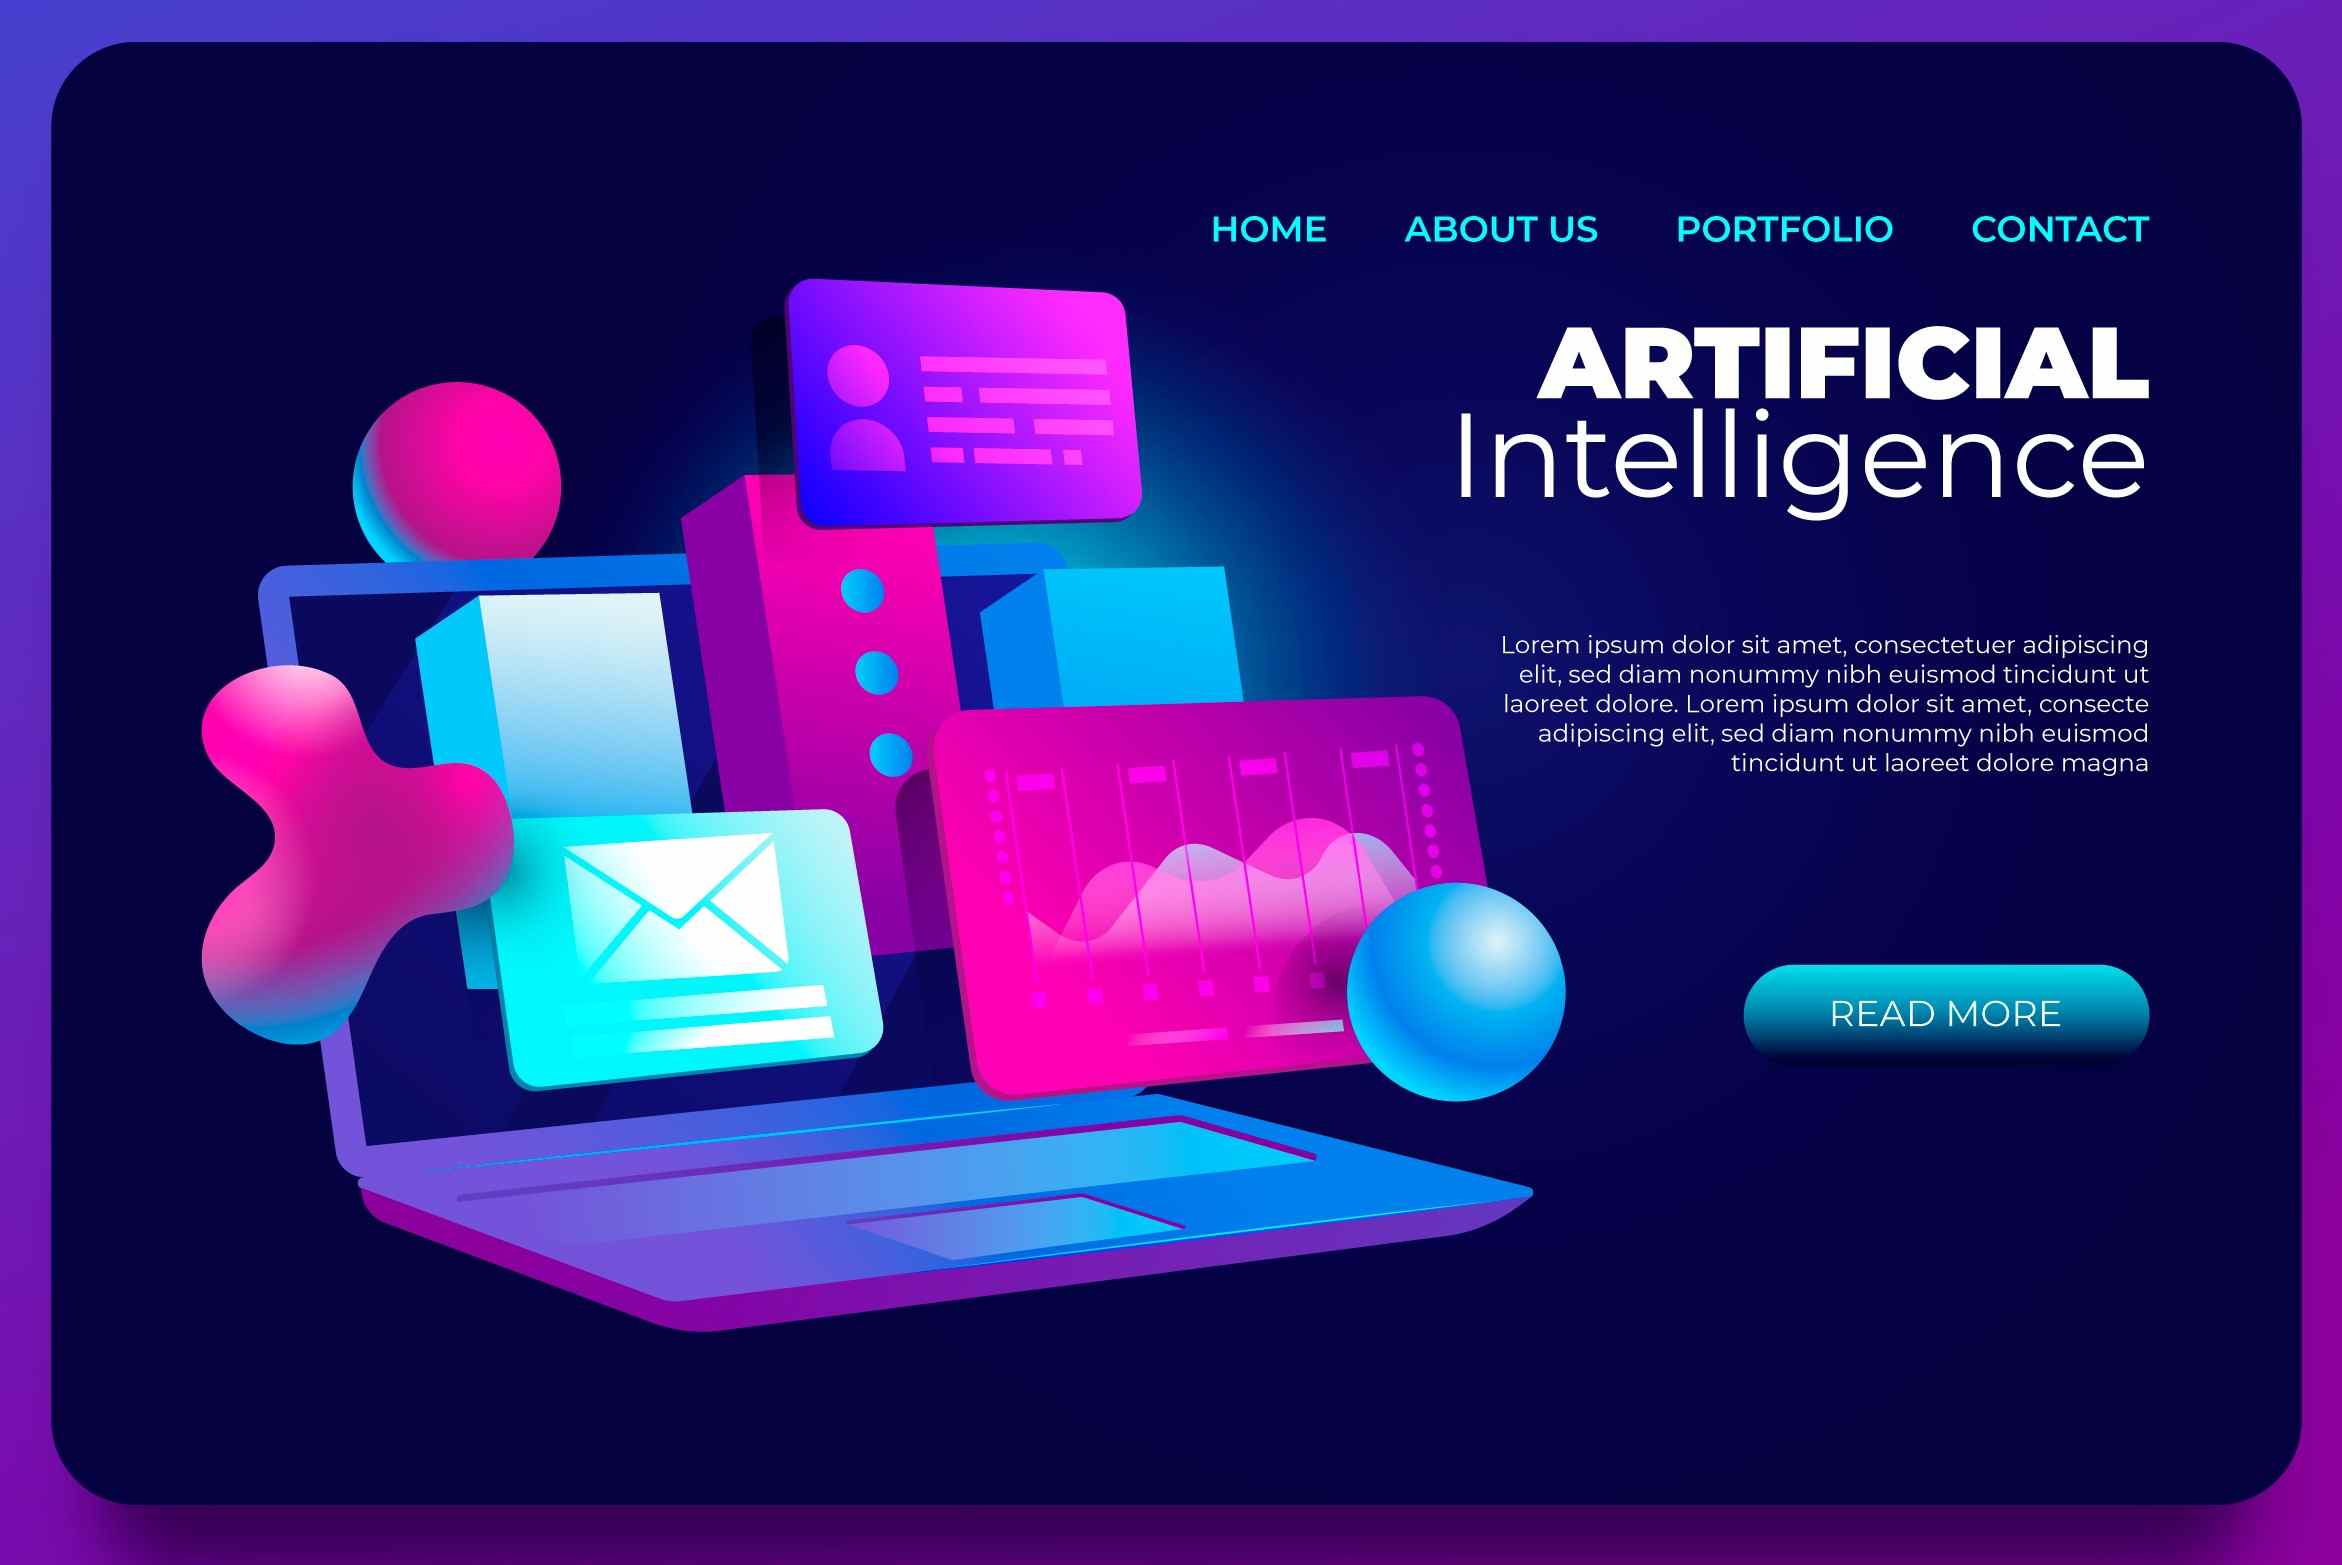 HOME ABOUT US PORTFOLIO CONTACT
ARTIFICIAL
Intelligence
Lorem ipsum dolor sit amet, consectetuer adipiscing
elit, sed diam nonummy nibh euismod tincidunt ut
laoreet dolore. Lorem ipsum dolor sit amet, consecte
adipiscing elit, sed diam nonummy nibh euismod
tincidunt ut laoreet dolore magna
READ MORE